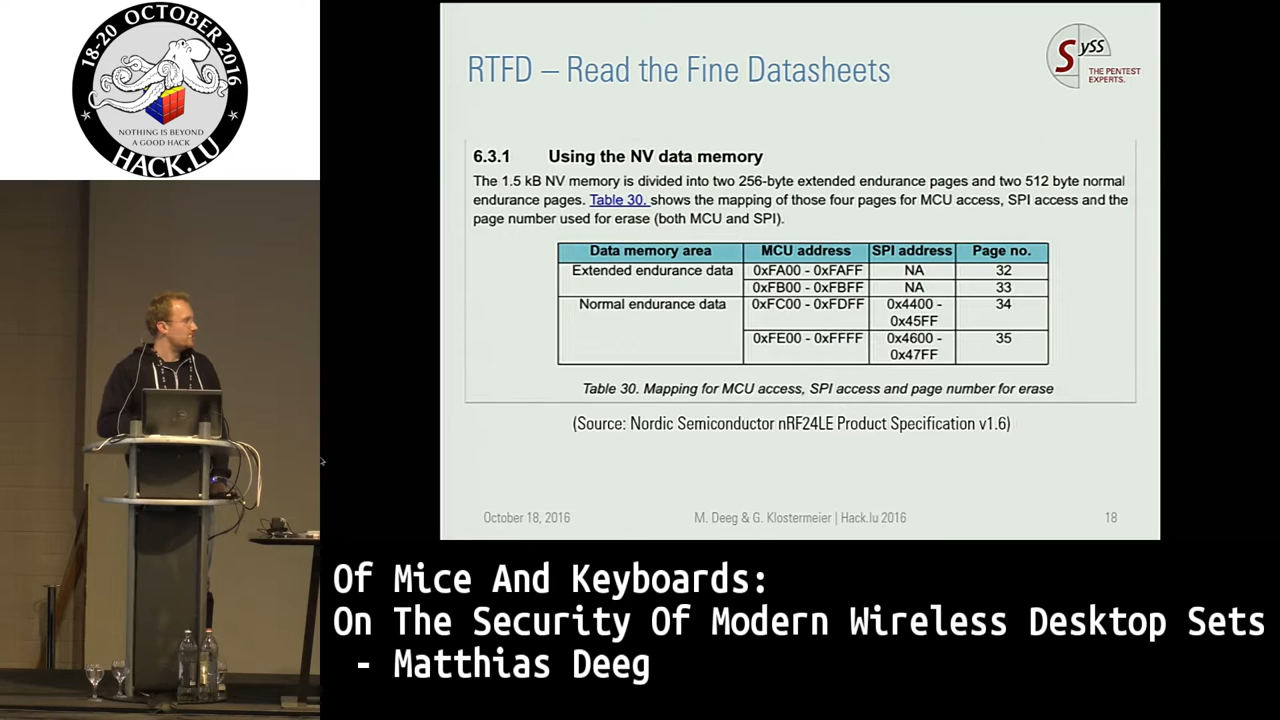 18-20 OCTOBER 2016
NOTHING IS BEYOND
A GOOD HACK
HACK.LU
RTFD – Read the Fine Datasheets
SySS
THE PENTEST
EXPERTS.
6.3.1 Using the NV data memory
The 1.5 kB NV memory is divided into two 256-byte extended endurance pages and two 512 byte normal
endurance pages. Table 30. shows the mapping of those four pages for MCU access, SPI access and the
page number used for erase (both MCU and SPI).
Data memory area MCU address SPI address Page no.
Extended endurance data 0xFA00 - 0xFAFF NA 32
0xFB00 - 0xFBFF NA 33
Normal endurance data 0xFC00 - 0xFDFF 0x4400 - 34
0x45FF
0xFE00 - 0xFFFF 0x4600 - 35
0x47FF
Table 30. Mapping for MCU access, SPI access and page number for erase
(Source: Nordic Semiconductor nRF24LE Product Specification v1.6)
October 18, 2016 M. Deeg & G. Klostermeier | Hack.lu 2016 18
Of Mice And Keyboards:
On The Security Of Modern Wireless Desktop Sets
- Matthias Deeg